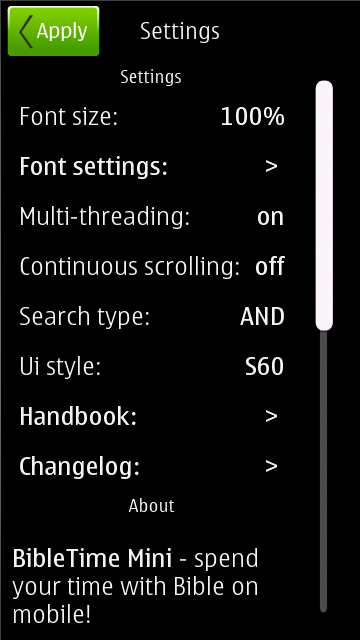 Apply
Settings
Settings
Font size: 100%
Font settings: >
Multi-threading: on
Continuous scrolling: off
Search type: AND
Ui style: S60
Handbook: >
Changelog: >
About
BibleTime Mini - spend
your time with Bible on
mobile!